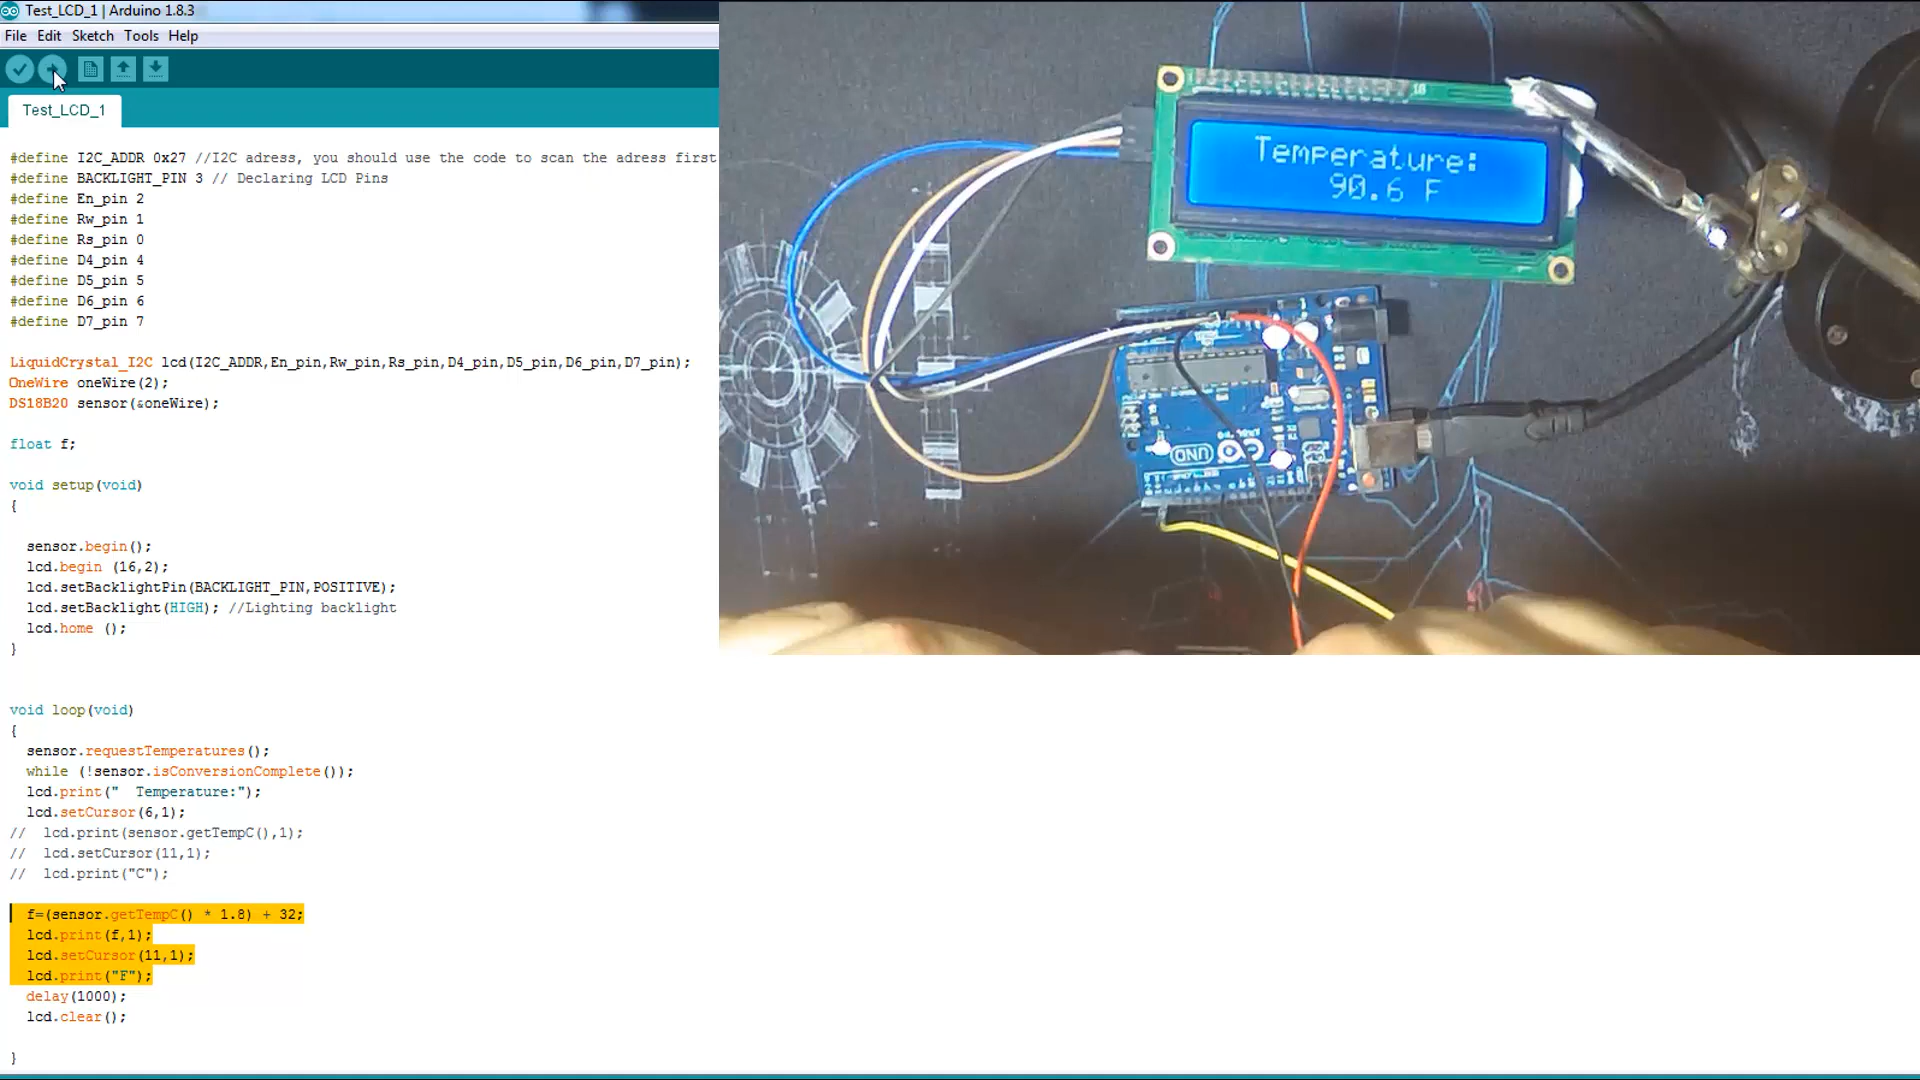 Test_LCD_1 | Arduino 1.8.3
File Edit Sketch Tools Help
Test_LCD_1
#define I2C_ADDR 0x27 //I2C adress, you should use the code to scan the adress first
#define BACKLIGHT_PIN 3 // Declaring LCD Pins
#define En_pin 2
#define Rw_pin 1
#define Rs_pin 0
#define D4_pin 4
#define D5_pin 5
#define D6_pin 6
#define D7_pin 7
LiquidCrystal_I2C lcd(I2C_ADDR,En_pin,Rw_pin,Rs_pin,D4_pin,D5_pin,D6_pin,D7_pin);
OneWire oneWire(2);
DS18B20 sensor(&oneWire);
float f;
void setup(void)
{
sensor.begin();
lcd.begin (16,2);
lcd.setBacklightPin(BACKLIGHT_PIN,POSITIVE);
lcd.setBacklight(HIGH); //Lighting backlight
lcd.home ();
}
void loop(void)
{
sensor.requestTemperatures();
while (!sensor.isConversionComplete());
lcd.print("  Temperature:");
lcd.setCursor(6,1);
//  lcd.print(sensor.getTempC(),1);
//  lcd.setCursor(11,1);
//  lcd.print("C");
f=(sensor.getTempC() * 1.8) + 32;
lcd.print(f,1);
lcd.setCursor(11,1);
lcd.print("F");
delay(1000);
lcd.clear();
}
Temperature:
90.6 F
16
UNO